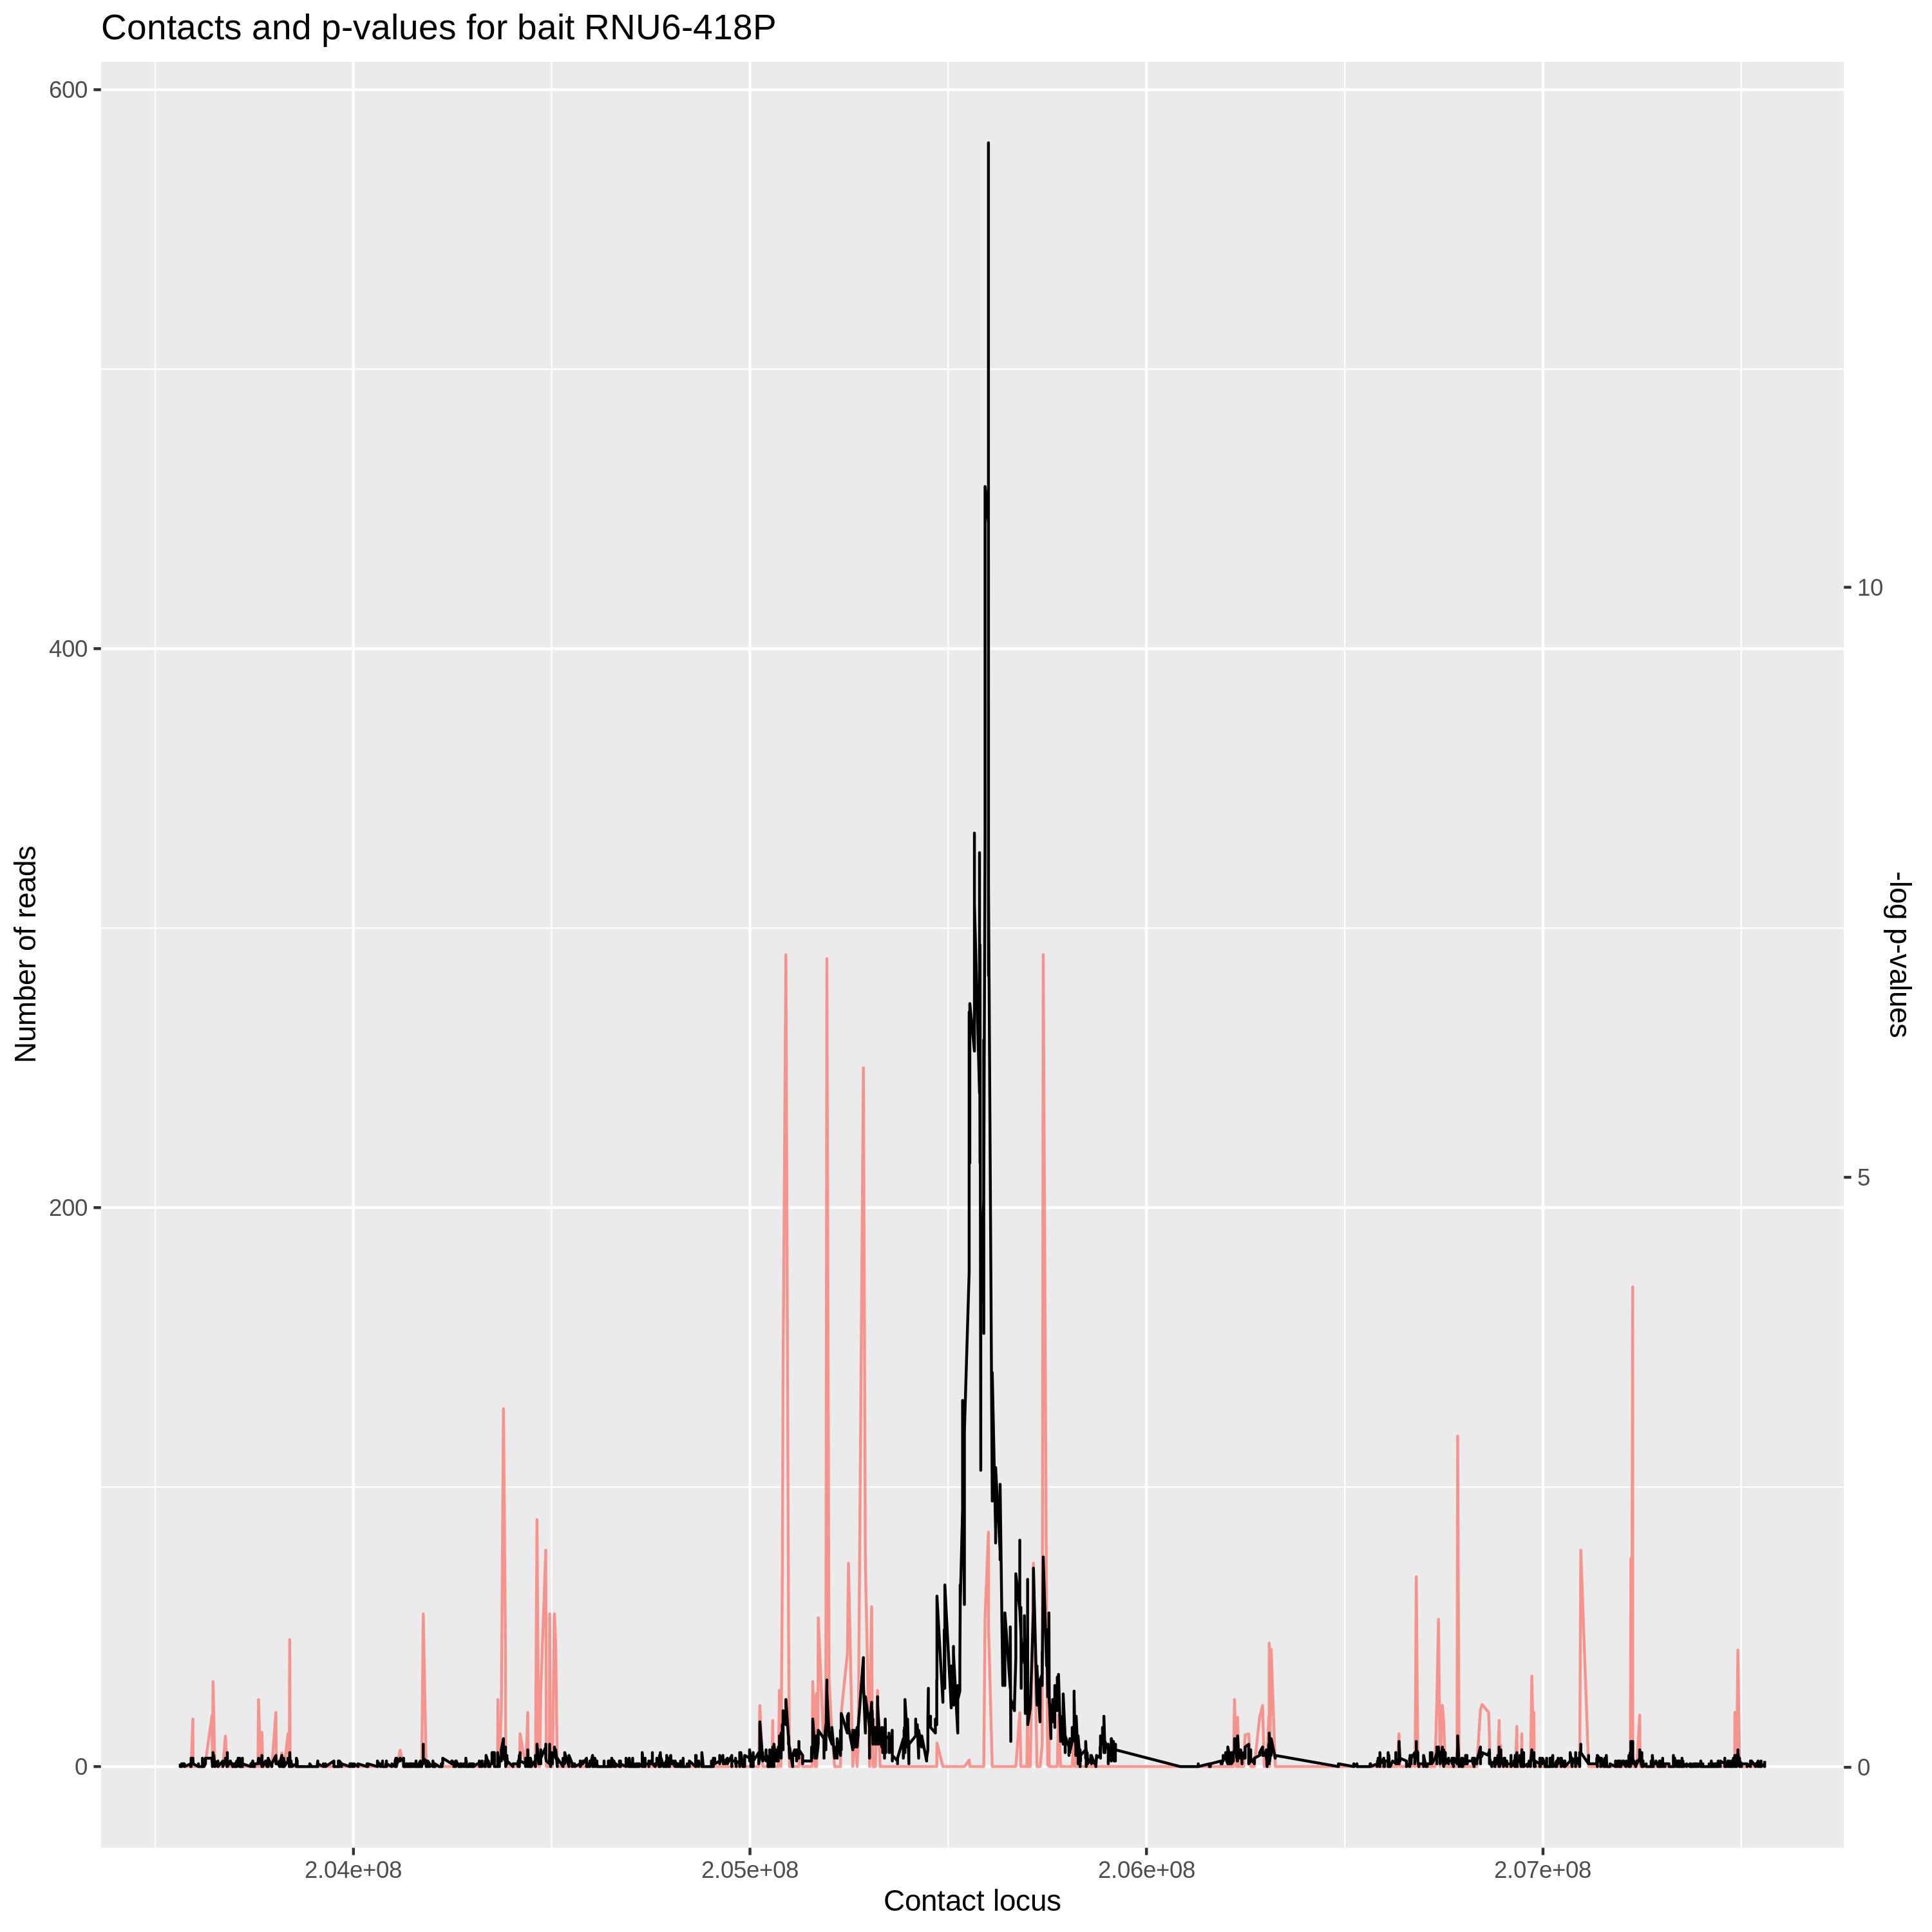 Contacts and p-values for bait RNU6-418P
600
400
200
0
Number of reads
10
5
0
-log p-values
2.04e+08
2.05e+08
2.06e+08
2.07e+08
Contact locus